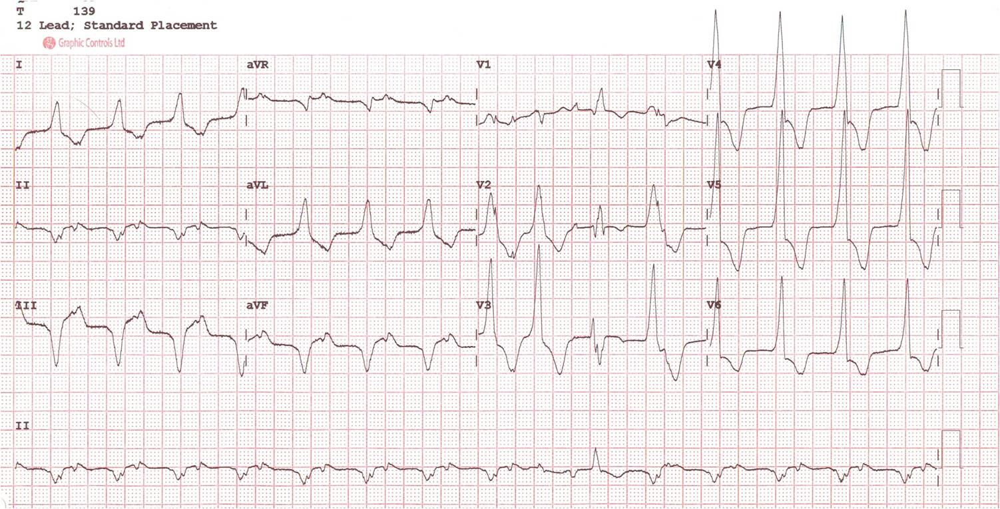 T 139
12 Lead; Standard Placement
Graphic Controls Ltd
I aVR V1 V4
II aVL V2 V5
III aVF V3 V6
II